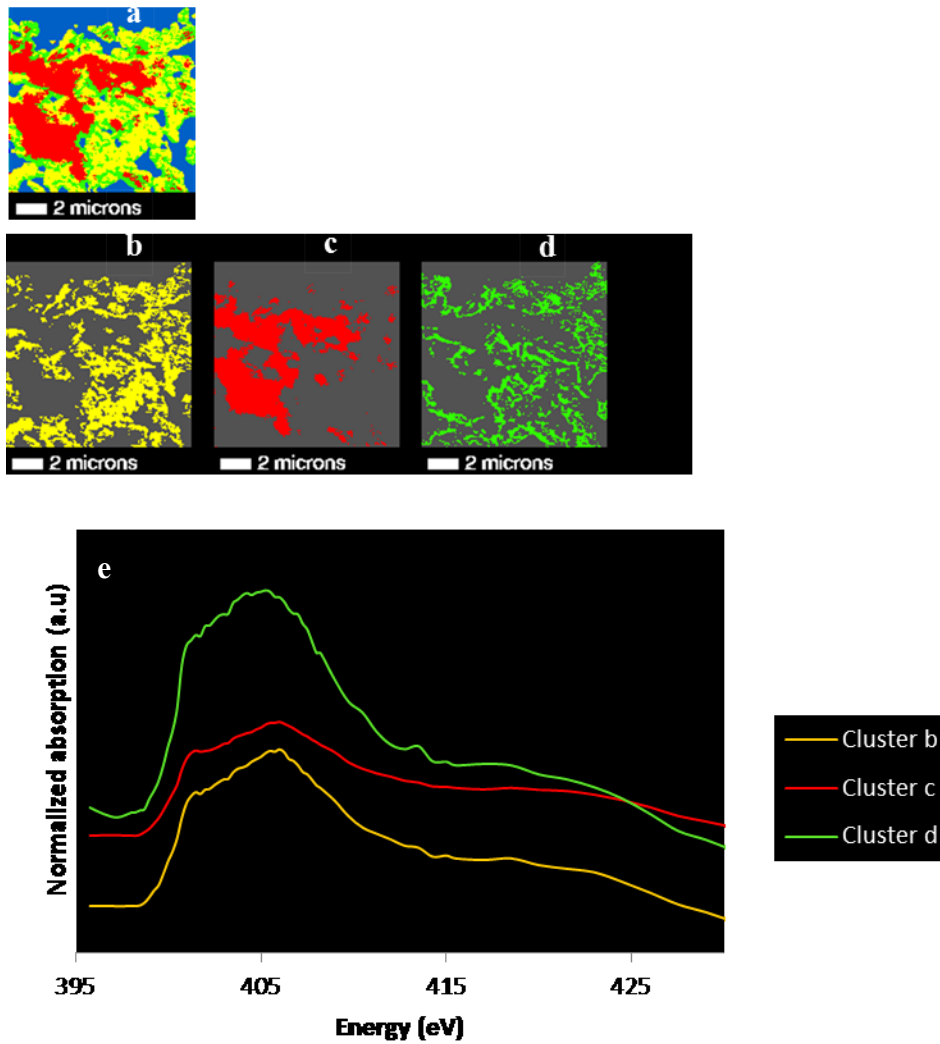 a
2 microns
b c d
2 microns 2 microns 2 microns
e
Normalized absorption (a.u)
Cluster b
Cluster c
Cluster d
395 405 415 425
Energy (eV)